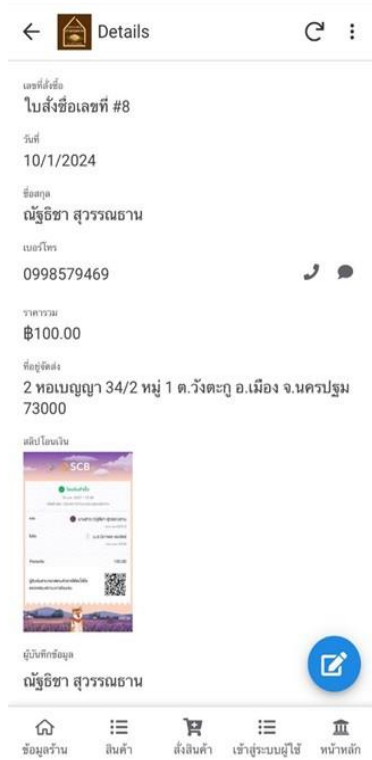 Details
เลขที่สั่งซื้อ
ใบสั่งซื้อเลขที่ #8
วันที่
10/1/2024
ชื่อสกุล
ณัฐธิชา สุวรรณธาน
เบอร์โทร
0998579469
ราคารวม
฿100.00
ที่อยู่จัดส่ง
2 หอเบญญา 34/2 หมู่ 1 ต.วังตะกู อ.เมือง จ.นครปฐม
73000
สลิปโอนเงิน
SCB
100.00
ผู้บันทึกข้อมูล
ณัฐธิชา สุวรรณธาน
ข้อมูลร้าน สินค้า สั่งสินค้า เข้าสู่ระบบผู้ใช้ หน้าหลัก